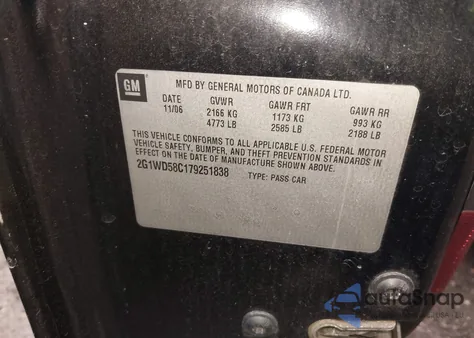 GM
MFD BY GENERAL MOTORS OF CANADA LTD.
DATE GVWR GAWR FRT GAWR RR
11/06 2166 KG 1173 KG 993 KG
4773 LB 2585 LB 2188 LB
THIS VEHICLE CONFORMS TO ALL APPLICABLE U.S. FEDERAL MOTOR
VEHICLE SAFETY, BUMPER, AND THEFT PREVENTION STANDARDS IN
EFFECT ON THE DATE OF MANUFACTURE SHOWN ABOVE.
2G1WD58C179251838 TYPE: PASS CAR
autaSnap